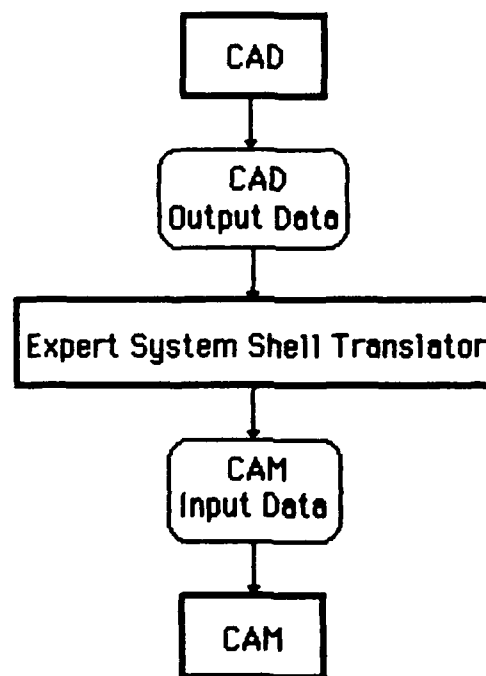 CAD
CAD
Output Data
Expert System Shell Translator
CAM
Input Data
CAM